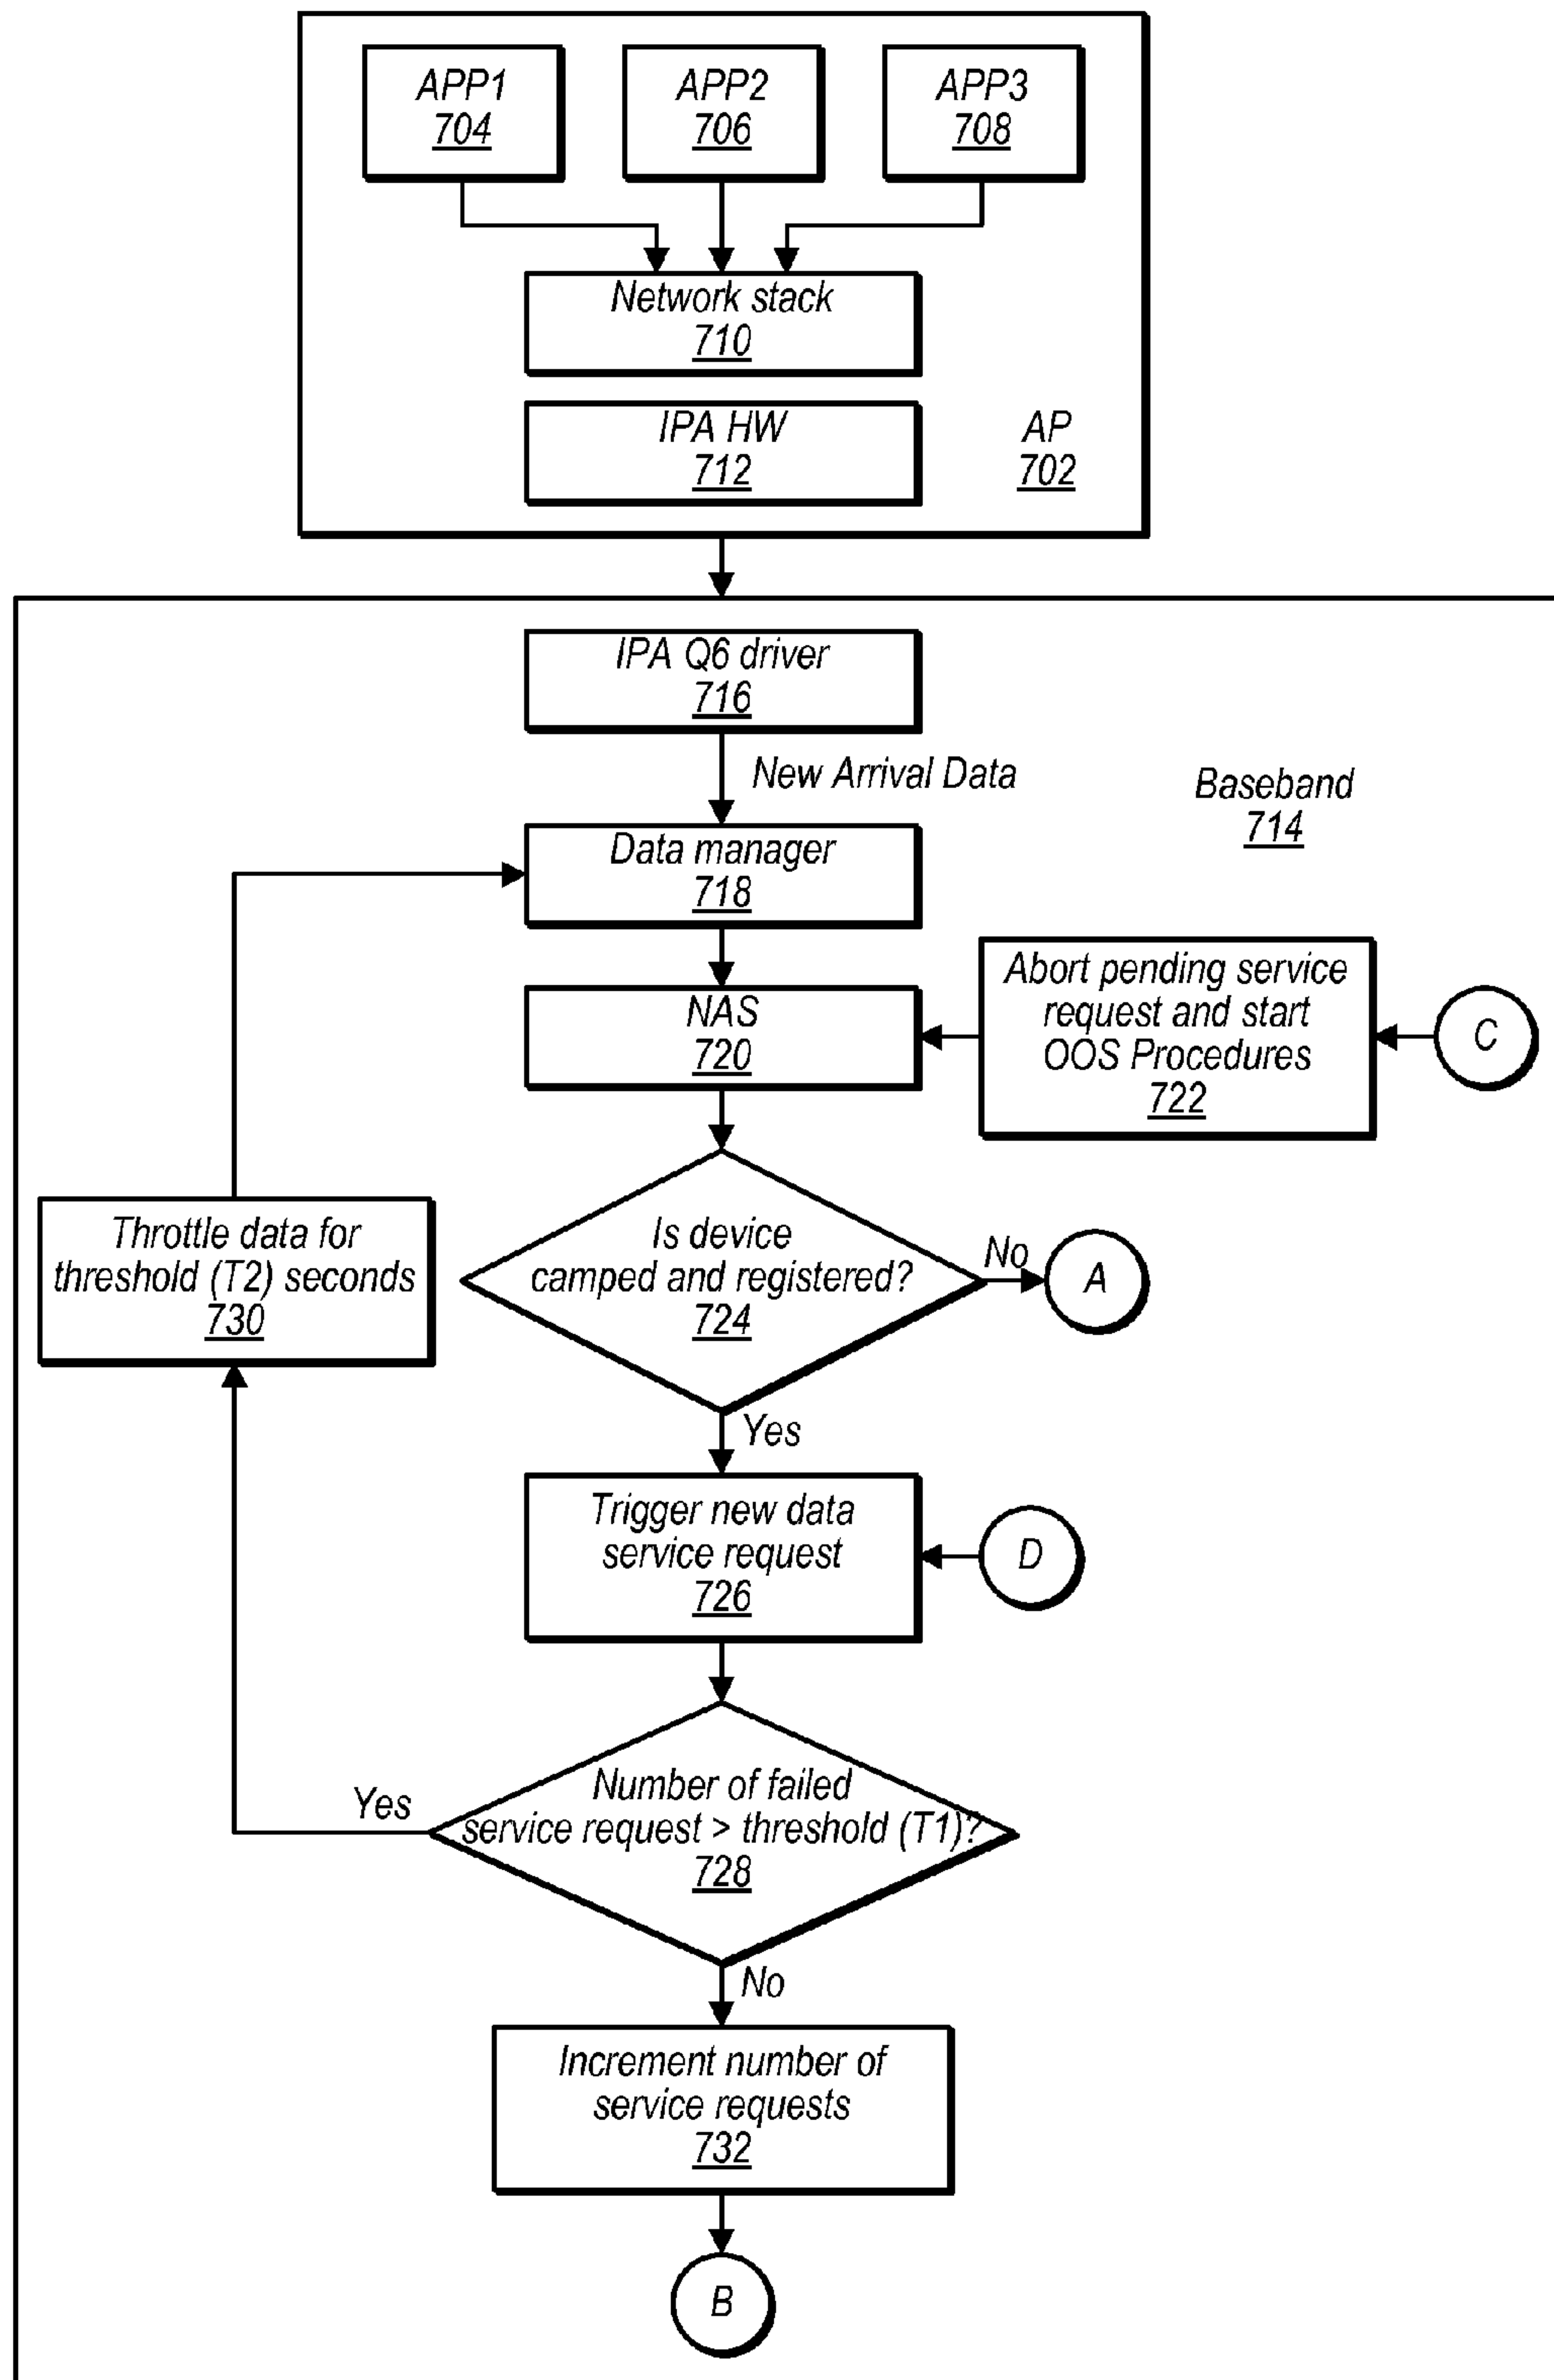 APP1
704
APP2
706
APP3
708
Network stack
710
IPA HW
712
AP
702
IPA Q6 driver
716
New Arrival Data
Baseband
714
Data manager
718
NAS
720
Abort pending service
request and start
OOS Procedures
722
C
Throttle data for
threshold (T2) seconds
730
Is device
camped and registered?
724
No
A
Yes
Trigger new data
service request
726
D
Number of failed
service request > threshold (T1)?
728
Yes
No
Increment number of
service requests
732
B